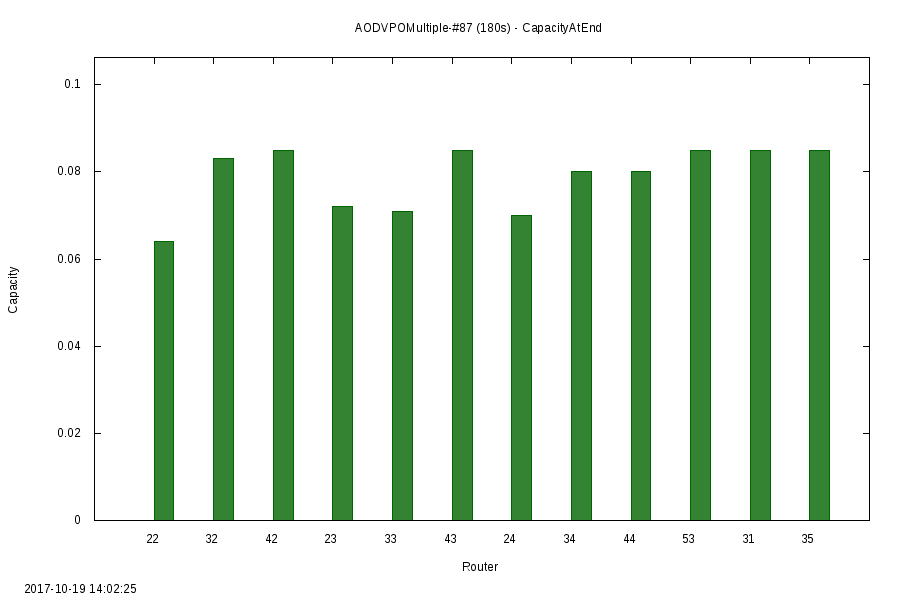 AODVPOMultiple-#87 (180s) - CapacityAtEnd
0.1
0.08
0.06
0.04
0.02
0
Capacity
22 32 42 23 33 43 24 34 44 53 31 35
Router
2017-10-19 14:02:25